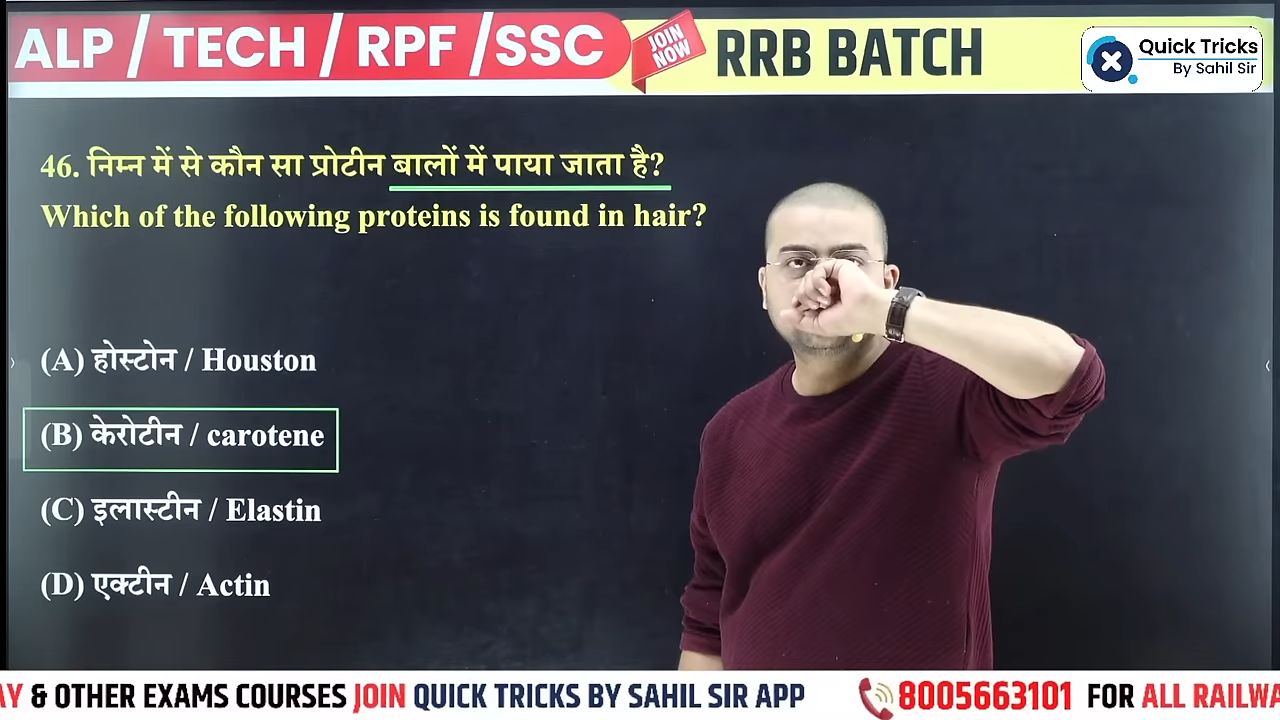 ALP / TECH / RPF / SSC
JOIN NOW
RRB BATCH
Quick Tricks
By Sahil Sir
46. निम्न में से कौन सा प्रोटीन बालों में पाया जाता है?
Which of the following proteins is found in hair?
(A) होस्टोन / Houston
(B) केरोटीन / carotene
(C) इलास्टीन / Elastin
(D) एक्टीन / Actin
AY & OTHER EXAMS COURSES JOIN QUICK TRICKS BY SAHIL SIR APP 8005663101 FOR ALL RAILWA